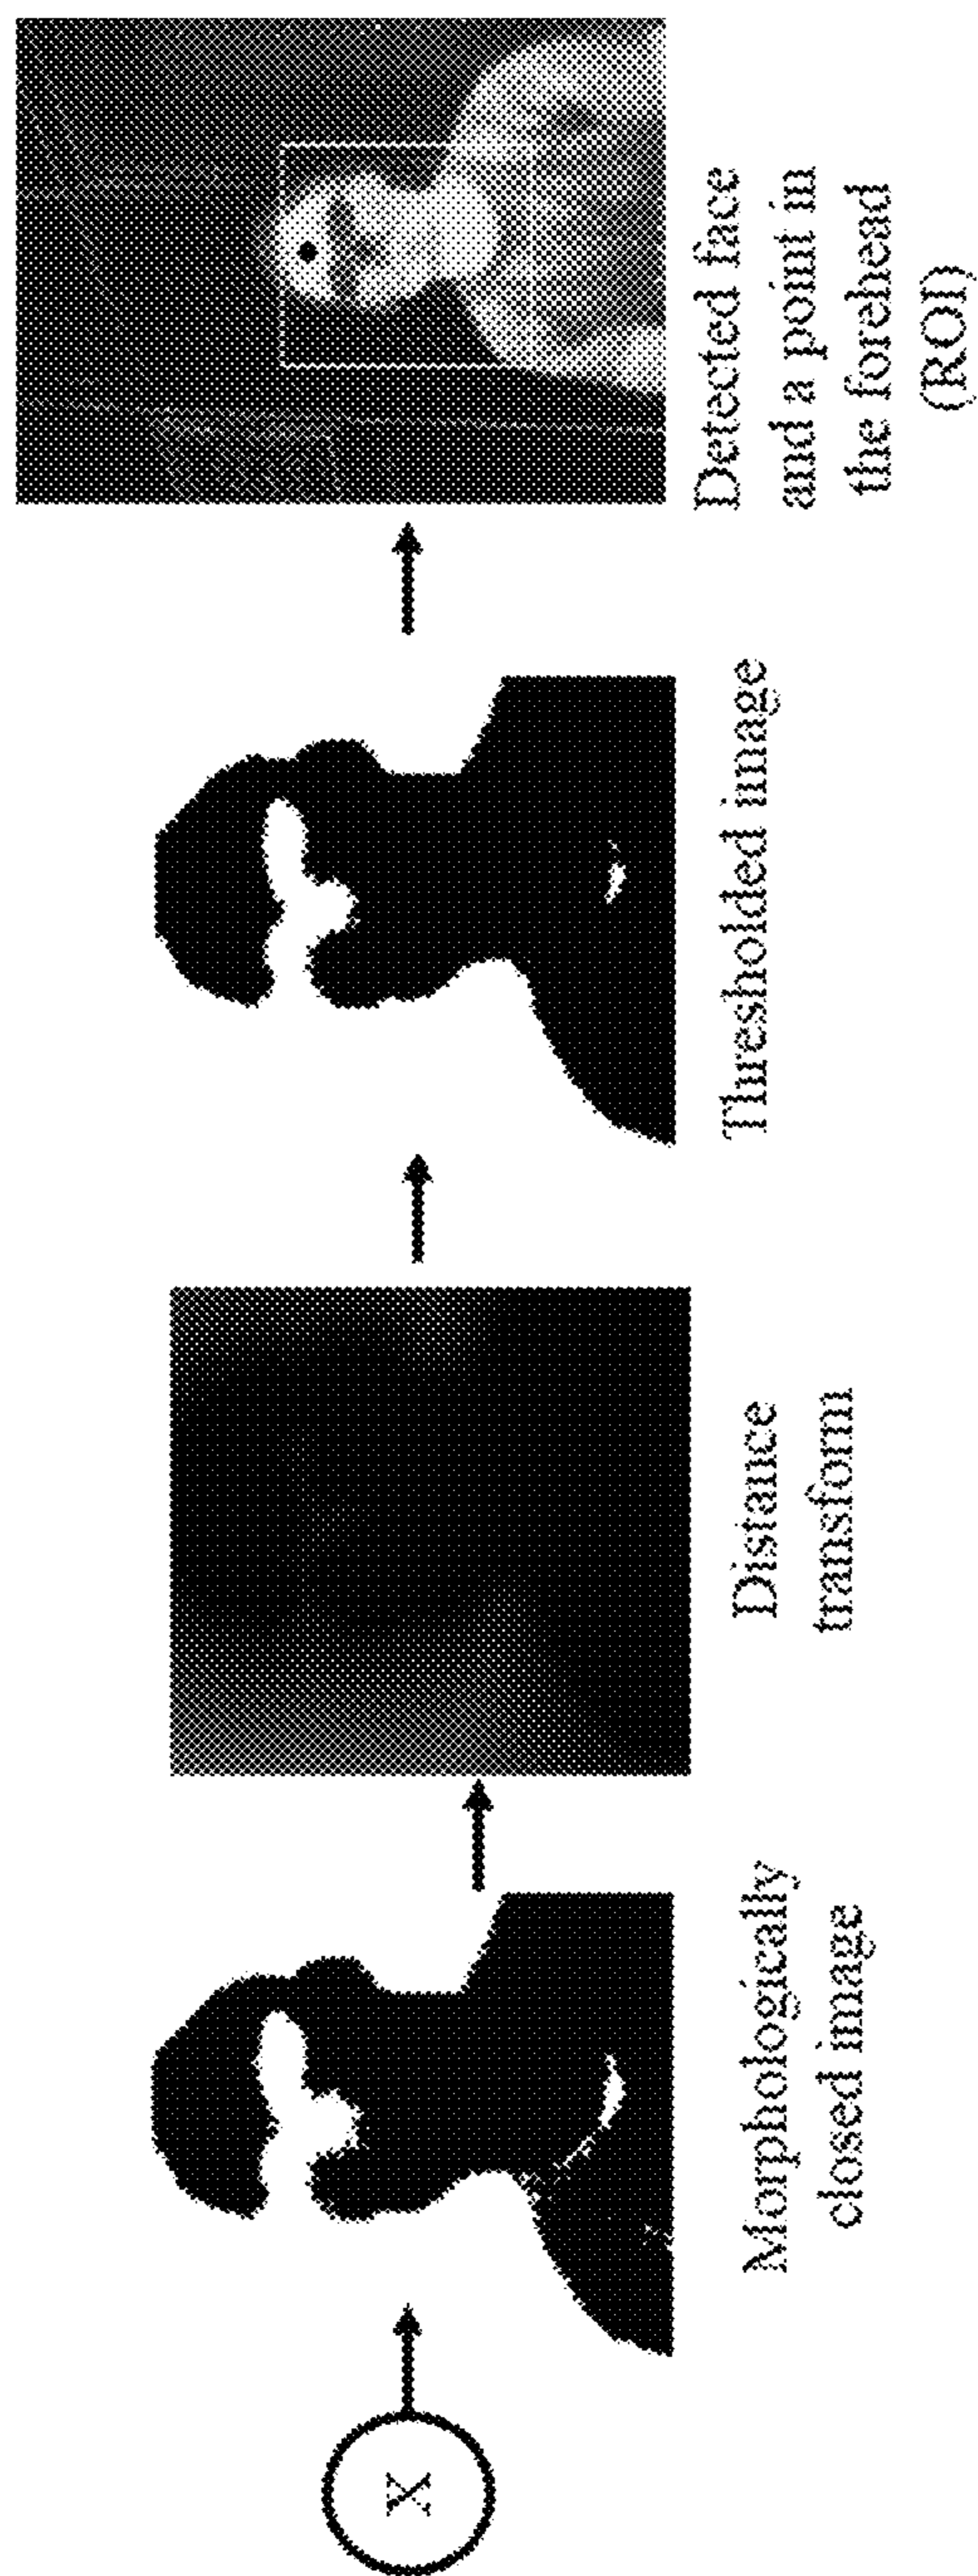 X
Morphologically
closed image
Distance
transform
Thresholded image
Detected face
and a point in
the forehead
(ROI)